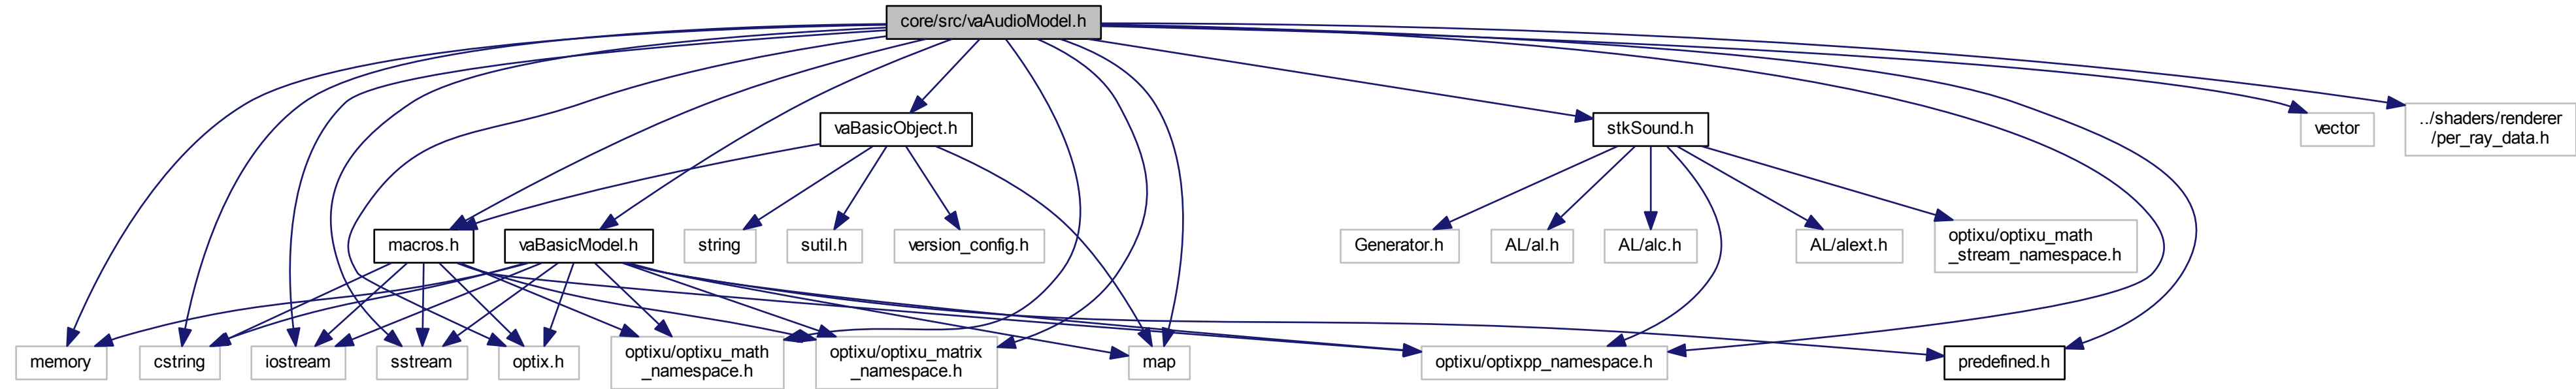 core/src/vaAudioModel.h
vaBasicObject.h
stkSound.h
vector
../shaders/renderer
/per_ray_data.h
macros.h
vaBasicModel.h
string
sutil.h
version_config.h
Generator.h
AL/al.h
AL/alc.h
AL/alext.h
optixu/optixu_math
_stream_namespace.h
memory
cstring
iostream
sstream
optix.h
optixu/optixu_math
_namespace.h
optixu/optixu_matrix
_namespace.h
map
optixu/optixpp_namespace.h
predefined.h